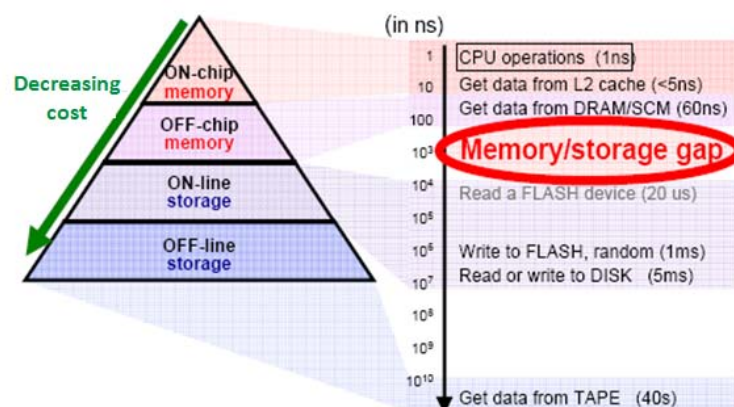 (in ns)
Decreasing
cost
ON-chip
memory
OFF-chip
memory
ON-line
storage
OFF-line
storage
1
CPU operations (1ns)
10
Get data from L2 cache (<5ns)
Get data from DRAM/SCM (60ns)
100
10³
Memory/storage gap
10⁴
Read a FLASH device (20 us)
10⁵
10⁶
Write to FLASH, random (1ms)
10⁷
Read or write to DISK (5ms)
10⁸
10⁹
10¹⁰
Get data from TAPE (40s)